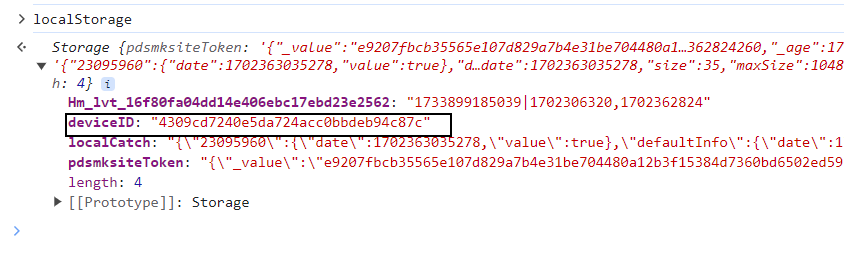 localStorage
Storage {pdsmksiteToken: '{"_value":"e9207fbcb35565e107d829a7b4e31be704480a1…362824260,"_age":17
'{"23095960":{"date":1702363035278,"value":true},"d…date":1702363035278,"size":35,"maxSize":1048
h: 4} i
Hm_lvt_16f80fa04dd14e406ebc17ebd23e2562: "1733899185039|1702306320,1702362824"
deviceID: "4309cd7240e5da724acc0bbdeb94c87c"
localCatch: "{\"23095960\":{\"date\":1702363035278,\"value\":true},\"defaultInfo\":{\"date\":1
pdsmksiteToken: "{\"_value\":\"e9207fbcb35565e107d829a7b4e31be704480a12b3f15384d7360bd6502ed59
length: 4
[[Prototype]]: Storage